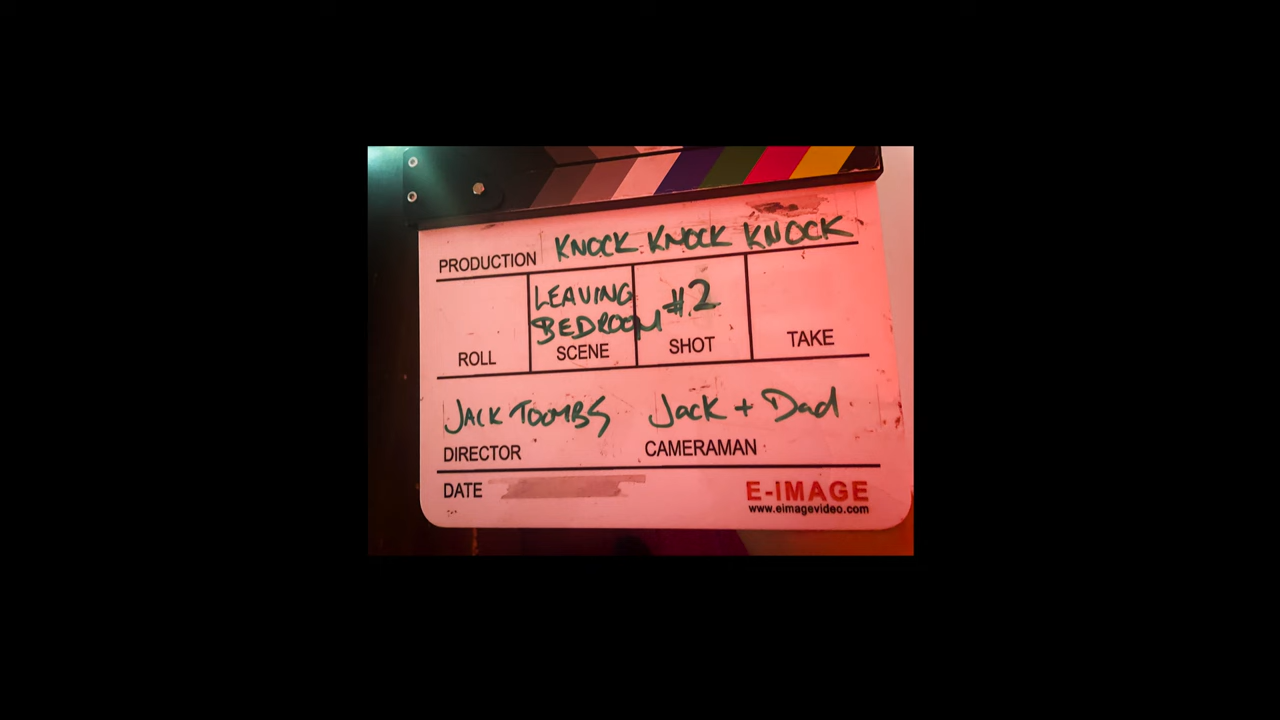 PRODUCTION KNOCK KNOCK KNOCK
LEAVING
BEDROOM #2
ROLL SCENE SHOT TAKE
JACK TOOMBS Jack + Dad
DIRECTOR CAMERAMAN
DATE E-IMAGE
www.eimagevideo.com